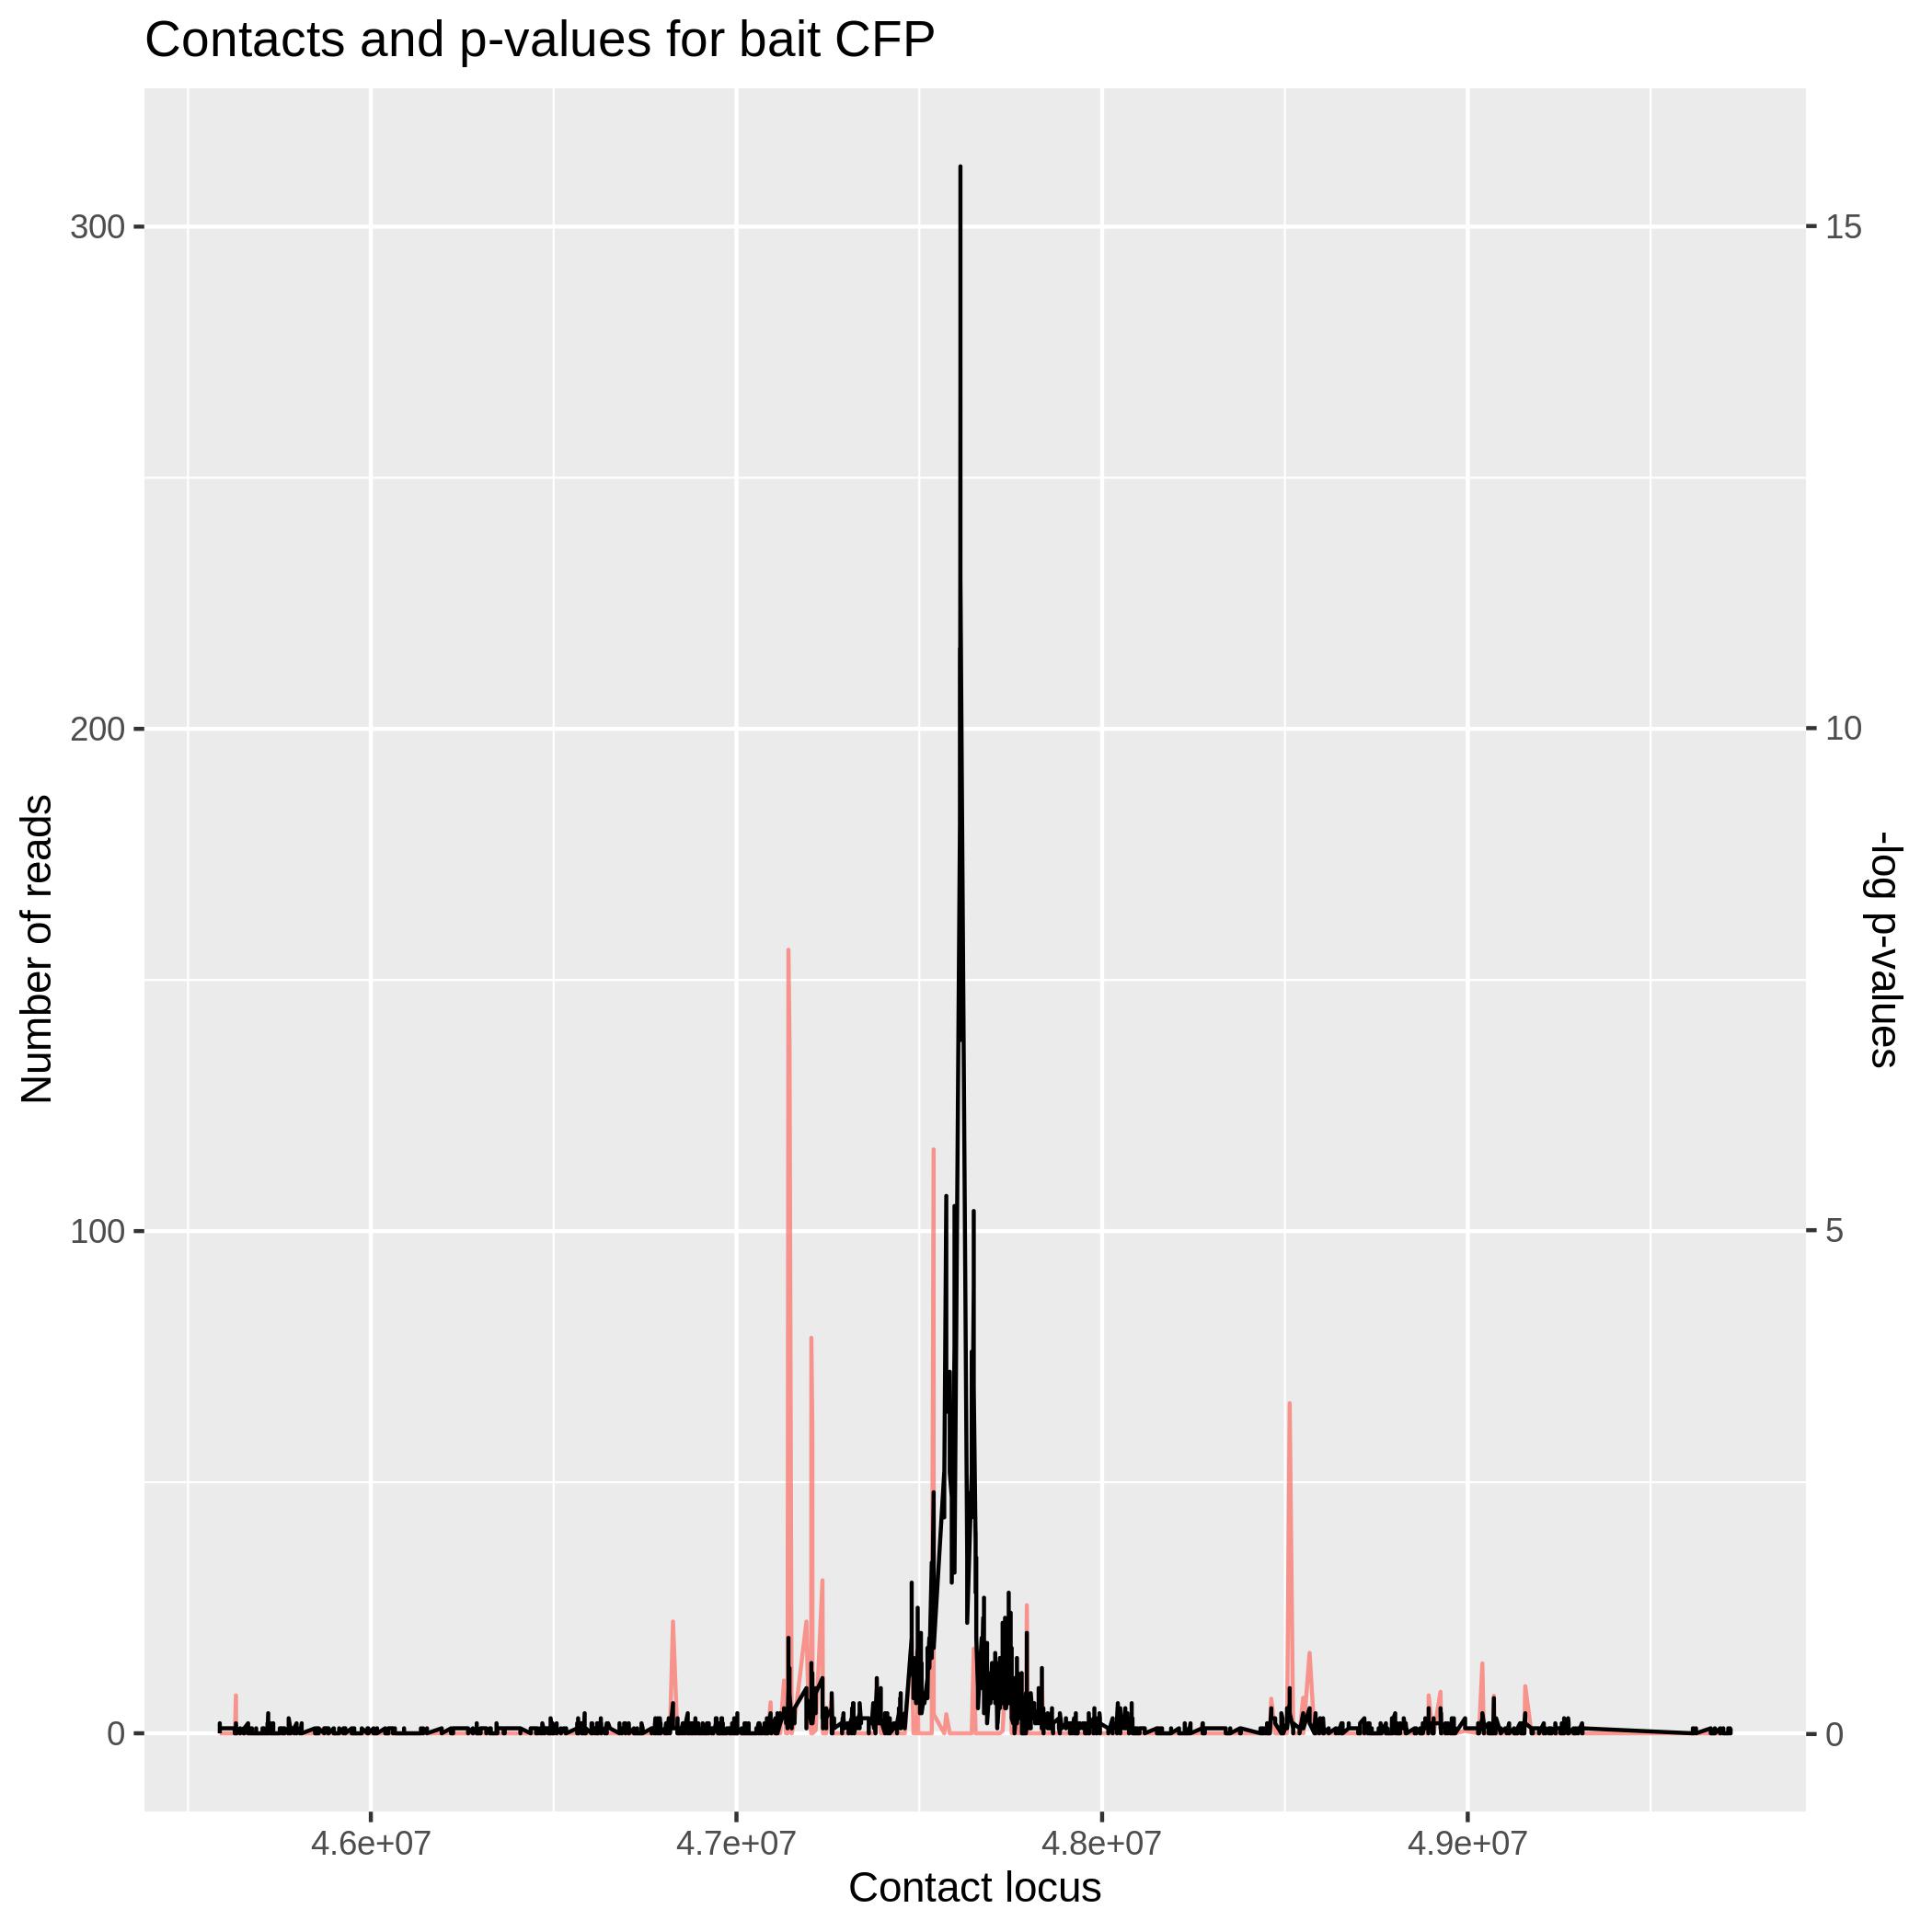 Contacts and p-values for bait CFP
300
200
100
0
Number of reads
15
10
5
0
-log p-values
4.6e+07
4.7e+07
4.8e+07
4.9e+07
Contact locus